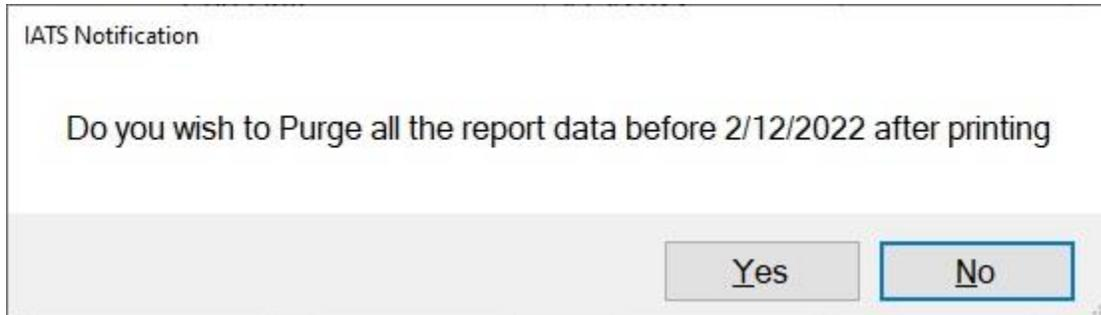 IATS Notification
Do you wish to Purge all the report data before 2/12/2022 after printing
Yes
No